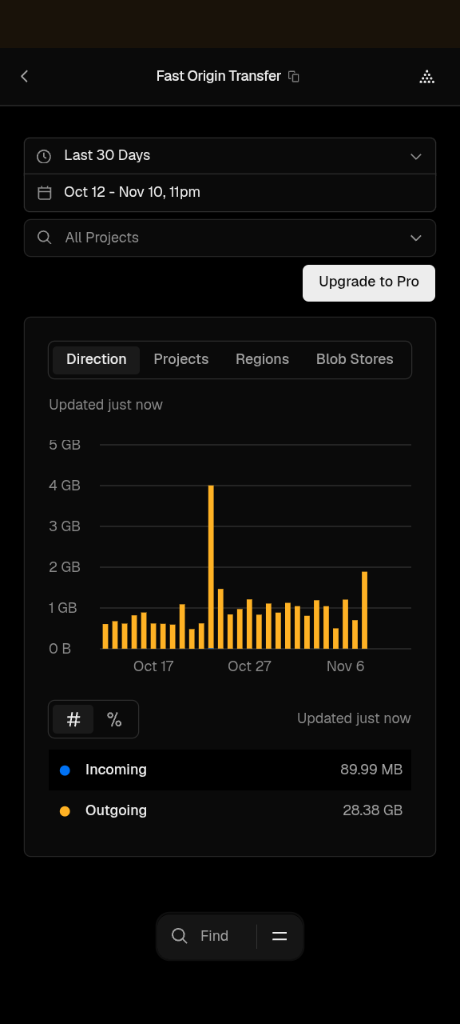 Fast Origin Transfer
Last 30 Days
Oct 12 - Nov 10, 11pm
All Projects
Upgrade to Pro
Direction Projects Regions Blob Stores
Updated just now
5 GB
4 GB
3 GB
2 GB
1 GB
0 B
Oct 17 Oct 27 Nov 6
# % Updated just now
Incoming 89.99 MB
Outgoing 28.38 GB
Find